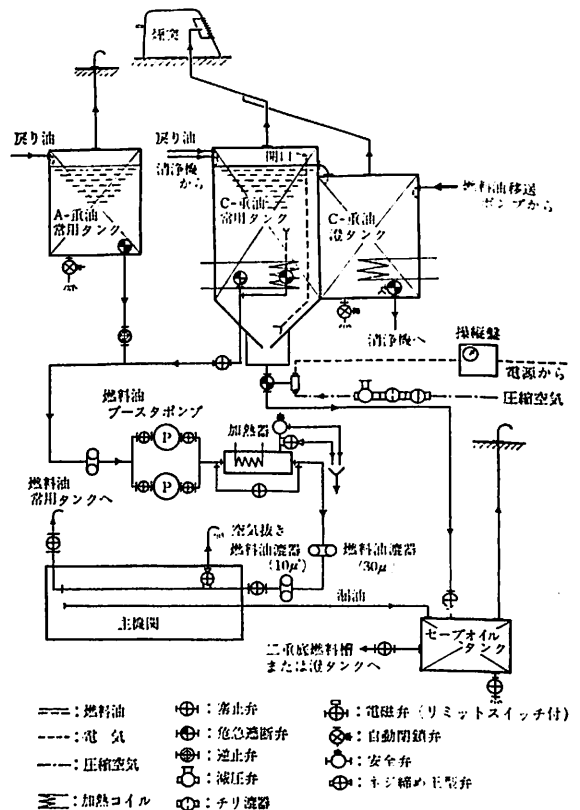 煙突
戻り油
A-重油
常用タンク
戻り油
清浄機
から
開口
C-重油
常用タンク
C-重油
澄タンク
燃料油移送
ポンプから
清浄機へ
操縦盤
電源から
圧縮空気
燃料油
ブースタポンプ
P
P
加熱器
燃料油
常用タンクへ
空気抜き
燃料油濾器
(10μ)
燃料油濾器
(30μ)
漏油
主機関
セーブオイル
タンク
二重底燃料槽
または澄タンクへ
:燃料油
:電 気
:圧縮空気
:加熱コイル
:塞止弁
:危急遮断弁
:逆止弁
:減圧弁
:チリ濾器
:電磁弁(リミットスイッチ付)
:自動閉鎖弁
:安全弁
:ネジ締め玉型弁